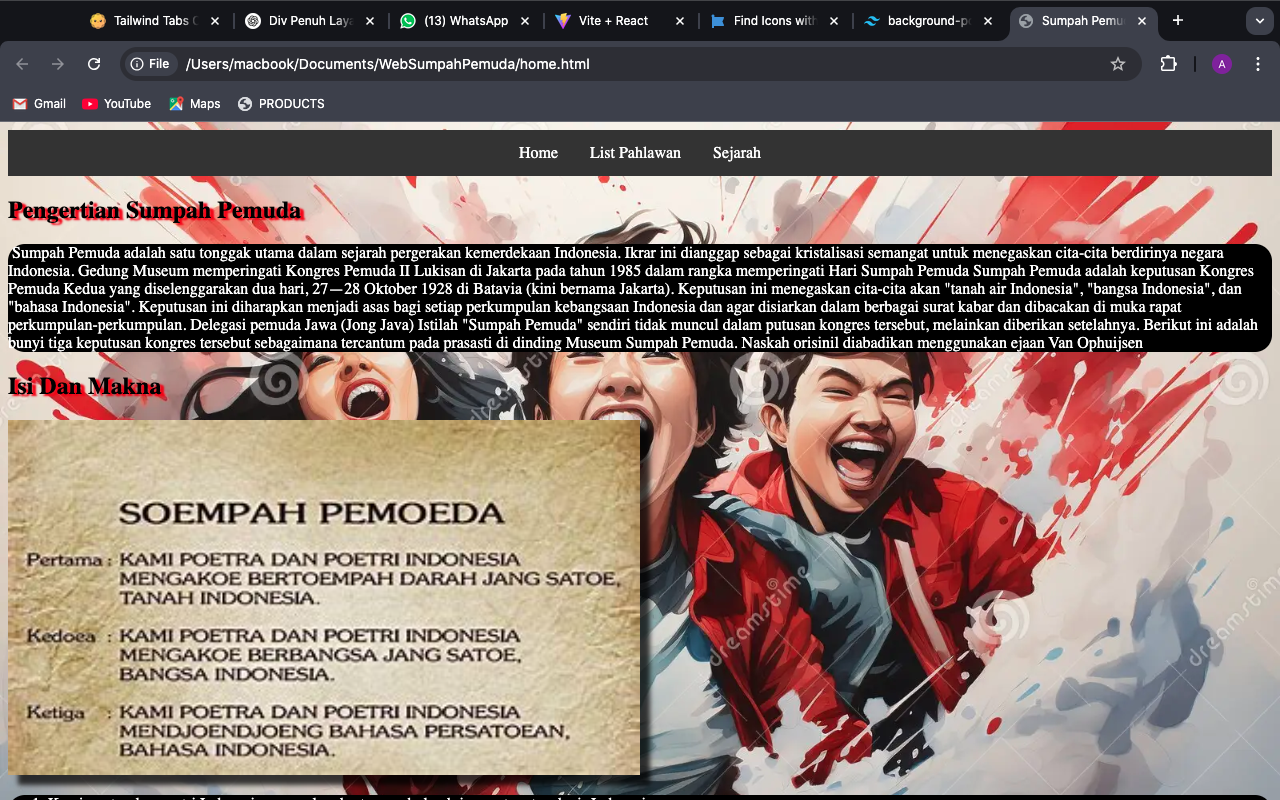 Tailwind Tabs
Div Penuh Lay
(13) WhatsApp
Vite + React
Find Icons with
background-p
Sumpah Pemu
File
/Users/macbook/Documents/WebSumpahPemuda/home.html
A
Gmail
YouTube
Maps
PRODUCTS
Home
List Pahlawan
Sejarah
Pengertian Sumpah Pemuda
Sumpah Pemuda adalah satu tonggak utama dalam sejarah pergerakan kemerdekaan Indonesia. Ikrar ini dianggap sebagai kristalisasi semangat untuk menegaskan cita-cita berdirinya negara
Indonesia. Gedung Museum memperingati Kongres Pemuda II Lukisan di Jakarta pada tahun 1985 dalam rangka memperingati Hari Sumpah Pemuda Sumpah Pemuda adalah keputusan Kongres
Pemuda Kedua yang diselenggarakan dua hari, 27—28 Oktober 1928 di Batavia (kini bernama Jakarta). Keputusan ini menegaskan cita-cita akan "tanah air Indonesia", "bangsa Indonesia", dan
"bahasa Indonesia". Keputusan ini diharapkan menjadi asas bagi setiap perkumpulan kebangsaan Indonesia dan agar disiarkan dalam berbagai surat kabar dan dibacakan di muka rapat
perkumpulan-perkumpulan. Delegasi pemuda Jawa (Jong Java) Istilah "Sumpah Pemuda" sendiri tidak muncul dalam putusan kongres tersebut, melainkan diberikan setelahnya. Berikut ini adalah
bunyi tiga keputusan kongres tersebut sebagaimana tercantum pada prasasti di dinding Museum Sumpah Pemuda. Naskah orisinil diabadikan menggunakan ejaan Van Ophuijsen
Isi Dan Makna
SOEMPAH PEMOEDA
Pertama : KAMI POETRA DAN POETRI INDONESIA
MENGAKOE BERTOEMPAH DARAH JANG SATOE,
TANAH INDONESIA.
Kedoea : KAMI POETRA DAN POETRI INDONESIA
MENGAKOE BERBANGSA JANG SATOE,
BANGSA INDONESIA.
Ketiga : KAMI POETRA DAN POETRI INDONESIA
MENDJOENDJOENG BAHASA PERSATOEAN,
BAHASA INDONESIA.
dreamstime
dreamstime